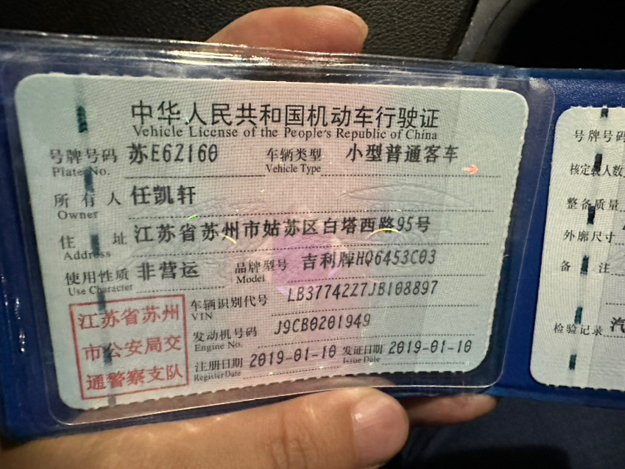 中华人民共和国机动车行驶证
Vehicle License of the People's Republic of China
号牌号码 苏E6Z160 车辆类型 小型普通客车
Plate No. Vehicle Type
所有人 任凯轩
Owner
住址 江苏省苏州市姑苏区白塔西路95号
Address
使用性质 非营运 品牌型号 吉利牌HQ6453C03
Use Character Model
车辆识别代号 LB3774227JB108897
VIN
发动机号码 J9CB0201949
Engine No.
注册日期 2019-01-10 发证日期 2019-01-10
Register Date Issue Date
江苏省苏州
市公安局交
通警察支队
号牌号码
核定载人数
整备质量
外廓尺寸
备注
检验记录